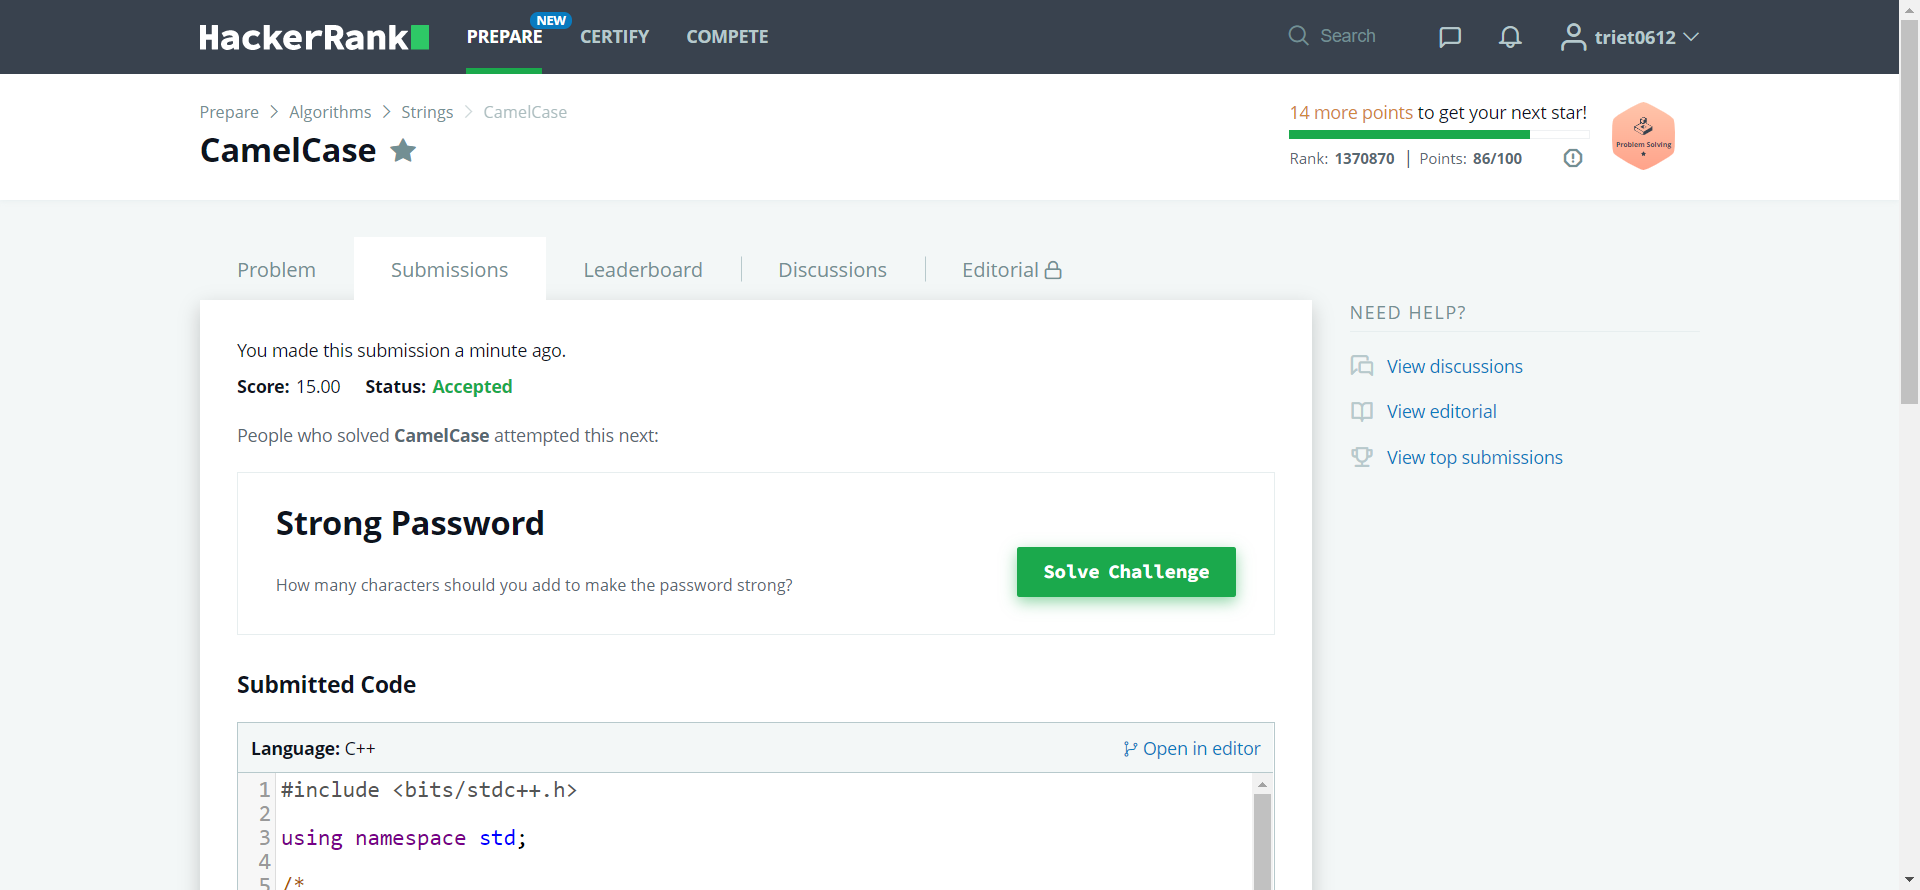 HackerRank
PREPARE
NEW
CERTIFY
COMPETE
Search
triet0612
Prepare > Algorithms > Strings > CamelCase
CamelCase
14 more points to get your next star!
Rank: 1370870 | Points: 86/100
Problem Solving
Problem
Submissions
Leaderboard
Discussions
Editorial
You made this submission a minute ago.
Score: 15.00 Status: Accepted
People who solved CamelCase attempted this next:
Strong Password
How many characters should you add to make the password strong?
Solve Challenge
Submitted Code
Language: C++
Open in editor
1 #include <bits/stdc++.h>
2
3 using namespace std;
4
5 /*
NEED HELP?
View discussions
View editorial
View top submissions